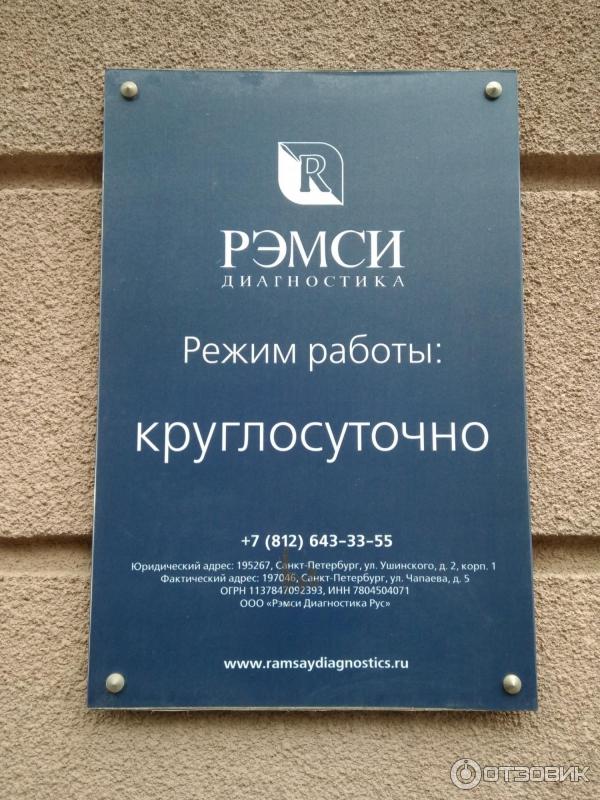 R
РЭМСИ
ДИАГНОСТИКА
Режим работы:
круглосуточно
+7 (812) 643-33-55
Юридический адрес: 195267, Санкт-Петербург, ул. Ушинского, д. 2, корп. 1
Фактический адрес: 197046, Санкт-Петербург, ул. Чапаева, д. 5
ОГРН 1137847092393, ИНН 7804504071
ООО «Рэмси Диагностика Рус»
www.ramsaydiagnostics.ru
ОТЗОВИК